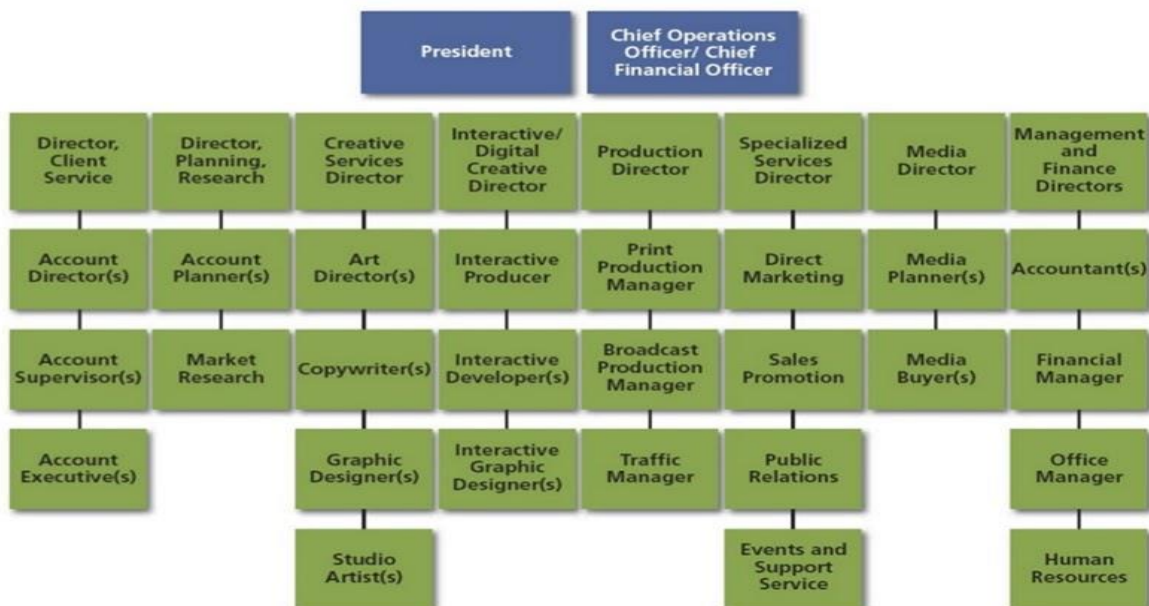 President
Chief Operations
Officer/ Chief
Financial Officer
Director,
Client
Service
Director,
Planning,
Research
Creative
Services
Director
Interactive/
Digital
Creative
Director
Production
Director
Specialized
Services
Director
Media
Director
Management
and
Finance
Directors
Account
Director(s)
Account
Planner(s)
Art
Director(s)
Interactive
Producer
Print
Production
Manager
Direct
Marketing
Media
Planner(s)
Accountant(s)
Account
Supervisor(s)
Market
Research
Copywriter(s)
Interactive
Developer(s)
Broadcast
Production
Manager
Sales
Promotion
Media
Buyer(s)
Financial
Manager
Account
Executive(s)
Graphic
Designer(s)
Interactive
Graphic
Designer(s)
Traffic
Manager
Public
Relations
Office
Manager
Studio
Artist(s)
Events and
Support
Service
Human
Resources